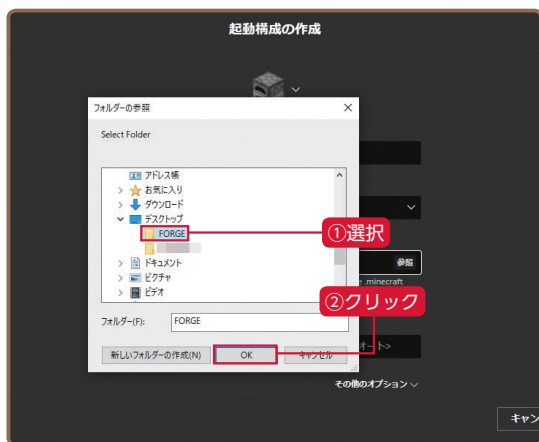 起動構成の作成
フォルダーの参照
Select Folder
アドレス帳
お気に入り
ダウンロード
デスクトップ
FORGE
①選択
ドキュメント
ピクチャ
ビデオ
参照
.minecraft
②クリック
フォルダー(F):
FORGE
新しいフォルダーの作成(N)
OK
キャンセル
オート>
その他のオプション
キャン